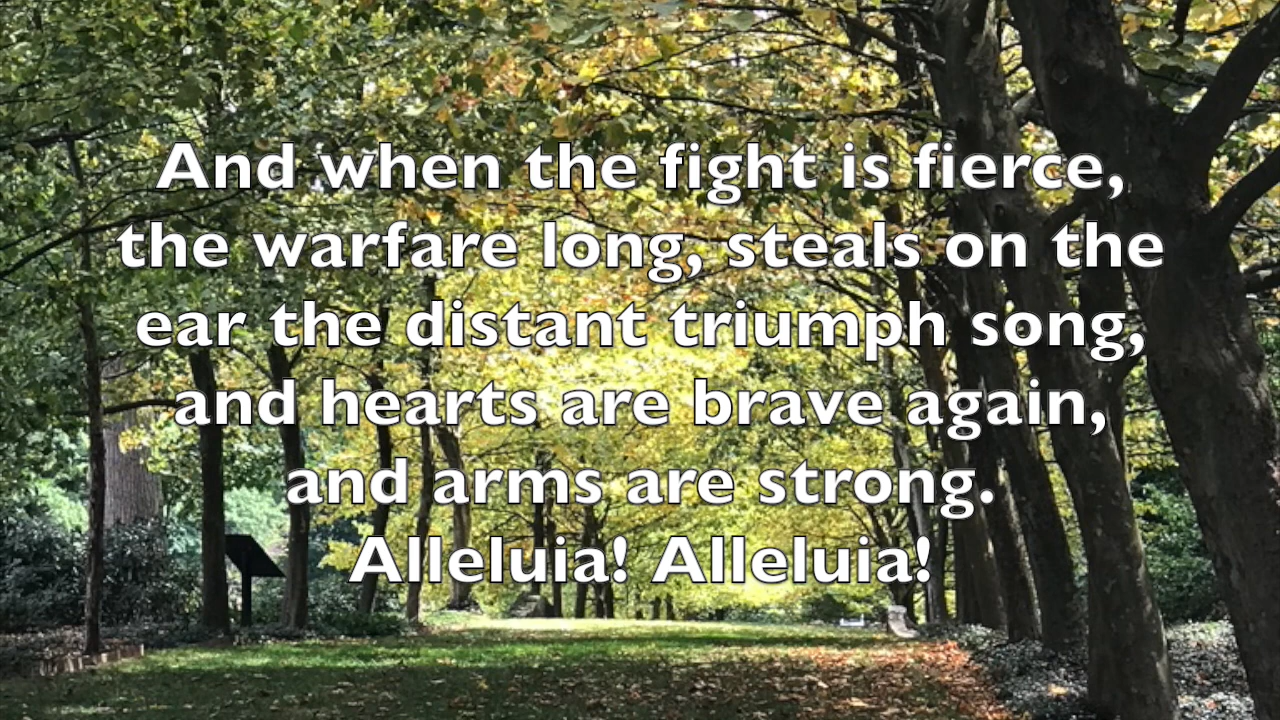 And when the fight is fierce,
the warfare long, steals on the
ear the distant triumph song,
and hearts are brave again,
and arms are strong.
Alleluia! Alleluia!